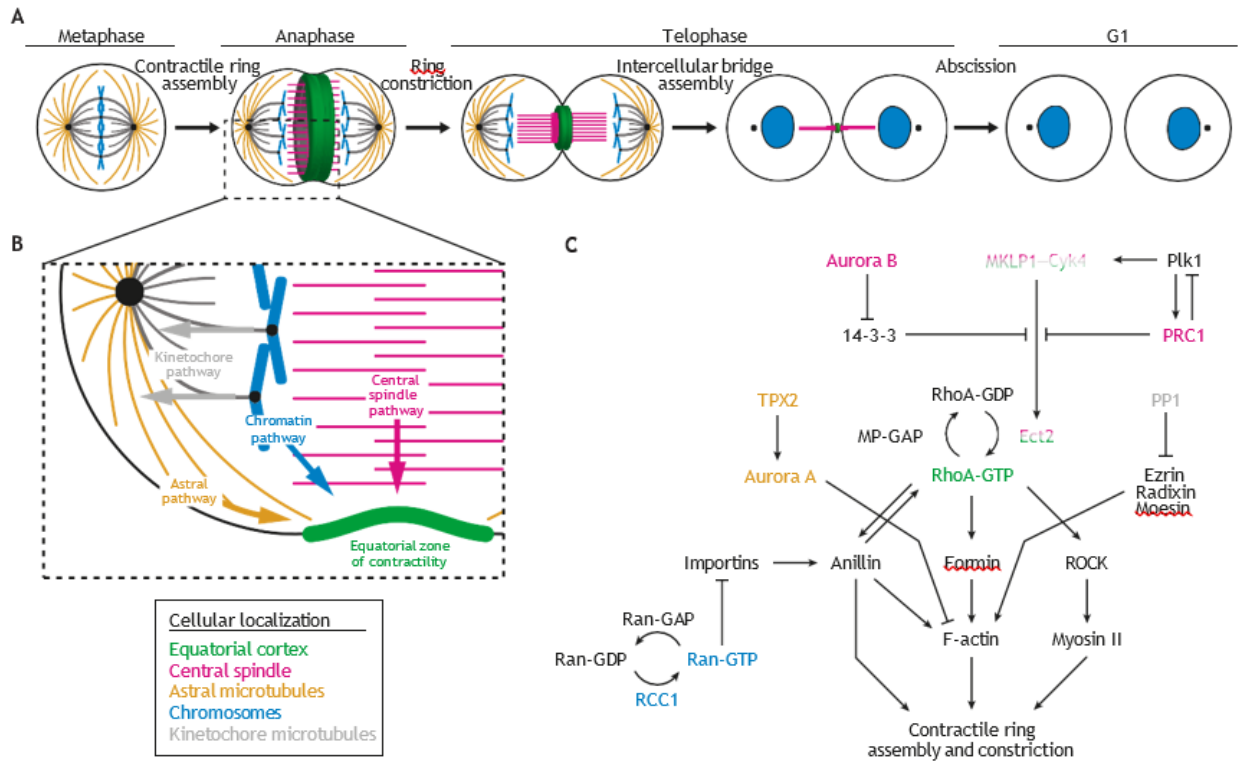 A
Metaphase
Anaphase
Telophase
G1
Contractile ring
assembly
Ring
constriction
Intercellular bridge
assembly
Abscission
B
Kinetochore
pathway
Central
spindle
pathway
Chromatin
pathway
Astral
pathway
Equatorial zone
of contractility
Cellular localization
Equatorial cortex
Central spindle
Astral microtubules
Chromosomes
Kinetochore microtubules
C
Aurora B
MKLP1–Cyk4
Plk1
14-3-3
PRC1
TPX2
RhoA-GDP
PP1
MP-GAP
Ect2
Aurora A
RhoA-GTP
Ezrin
Radixin
Moesin
Importins
Anillin
Formin
ROCK
Ran-GAP
F-actin
Myosin II
Ran-GDP
Ran-GTP
RCC1
Contractile ring
assembly and constriction